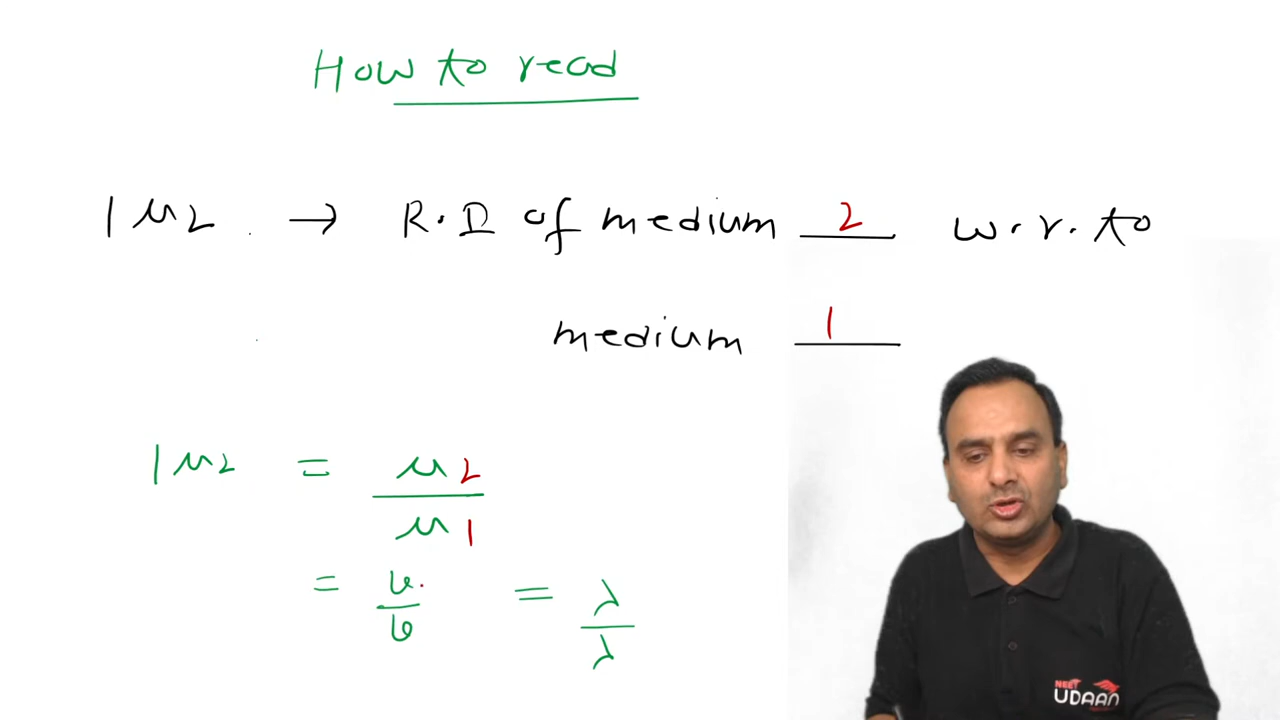 How to read
1μ2 → R.I of medium 2 w.r.to
medium 1
1μ2 = μ2 / μ1
= v / v = λ / λ
NEET
UDAAN